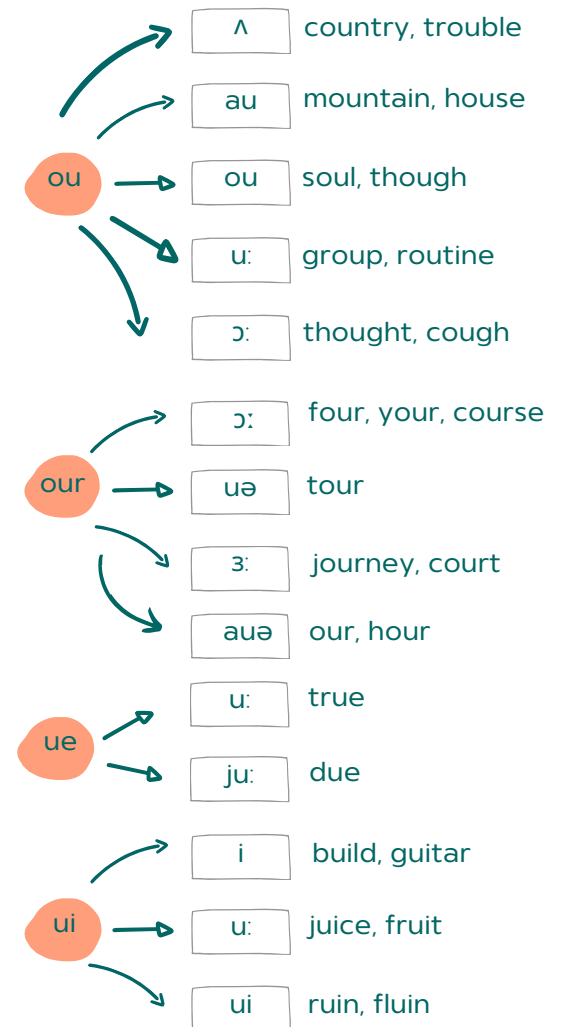 ʌ country, trouble
au mountain, house
ou ou soul, though
u: group, routine
ɔ: thought, cough
ɔː four, your, course
our uə tour
ɜ: journey, court
auə our, hour
u: true
ue
ju: due
i build, guitar
ui u: juice, fruit
ui ruin, fluin